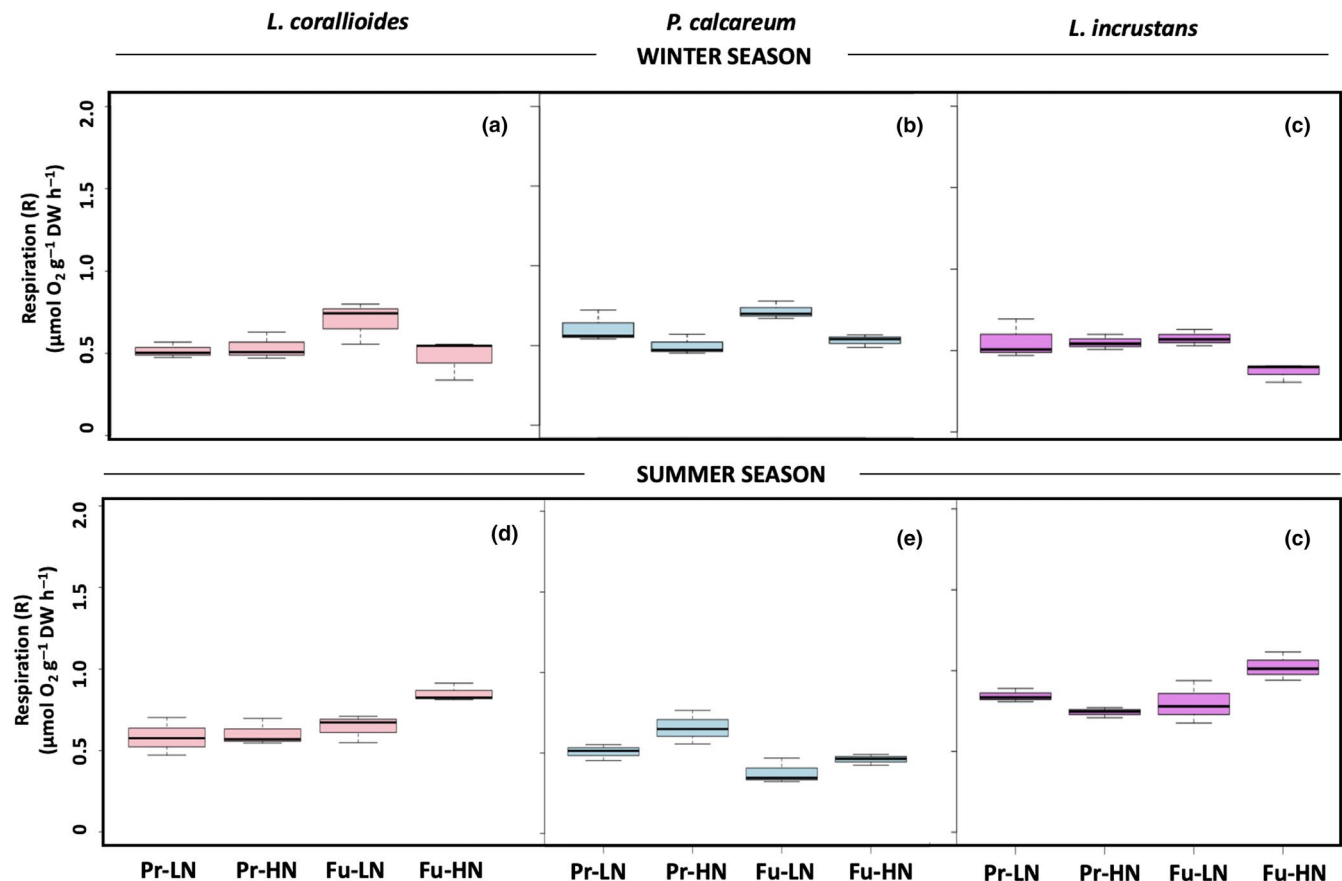 L. corallioides P. calcareum L. incrustans
WINTER SEASON
Respiration (R)
(µmol O₂ g⁻¹ DW h⁻¹)
2.0
1.5
1.0
0.5
0
(a) (b) (c)
SUMMER SEASON
Respiration (R)
(µmol O₂ g⁻¹ DW h⁻¹)
2.0
1.5
1.0
0.5
0
(d) (e) (c)
Pr-LN Pr-HN Fu-LN Fu-HN Pr-LN Pr-HN Fu-LN Fu-HN Pr-LN Pr-HN Fu-LN Fu-HN